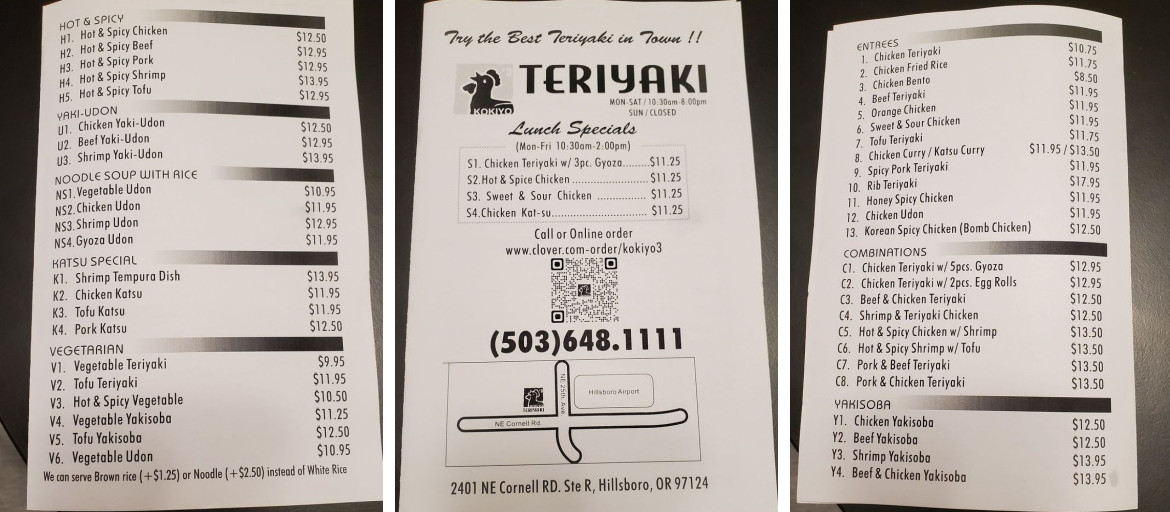 HOT & SPICY
H1. Hot & Spicy Chicken $12.50
H2. Hot & Spicy Beef $12.95
H3. Hot & Spicy Pork $12.95
H4. Hot & Spicy Shrimp $13.95
H5. Hot & Spicy Tofu $12.95
YAKI-UDON
U1. Chicken Yaki-Udon $12.50
U2. Beef Yaki-Udon $12.95
U3. Shrimp Yaki-Udon $13.95
NOODLE SOUP WITH RICE
NS1. Vegetable Udon $10.95
NS2. Chicken Udon $11.95
NS3. Shrimp Udon $12.95
NS4. Gyoza Udon $11.95
KATSU SPECIAL
K1. Shrimp Tempura Dish $13.95
K2. Chicken Katsu $11.95
K3. Tofu Katsu $11.95
K4. Pork Katsu $12.50
VEGETARIAN
V1. Vegetable Teriyaki $9.95
V2. Tofu Teriyaki $11.95
V3. Hot & Spicy Vegetable $10.50
V4. Vegetable Yakisoba $11.25
V5. Tofu Yakisoba $12.50
V6. Vegetable Udon $10.95
We can serve Brown rice (+$1.25) or Noodle (+$2.50) instead of White Rice
Try the Best Teriyaki in Town !!
KOKIYO
TERIYAKI
MON-SAT / 10:30am-8:00pm
SUN / CLOSED
Lunch Specials
(Mon-Fri 10:30am-2:00pm)
S1. Chicken Teriyaki w/ 3pc. Gyoza........$11.25
S2.Hot & Spice Chicken ........................$11.25
S3. Sweet & Sour Chicken ............$11.25
S4.Chicken Kat-su............................ $11.25
Call or Online order
www.clover.com-order/kokiyo3
(503)648.1111
NE 25th Ave
Hillsboro Airport
TERIYAKI
NE Cornell Rd.
2401 NE Cornell RD. Ste R, Hillsboro, OR 97124
ENTREES
1. Chicken Teriyaki $10.75
2. Chicken Fried Rice $11.75
3. Chicken Bento $8.50
4. Beef Teriyaki $11.95
5. Orange Chicken $11.95
6. Sweet & Sour Chicken $11.95
7. Tofu Teriyaki $11.75
8. Chicken Curry / Katsu Curry $11.95 / $13.50
9. Spicy Pork Teriyaki $11.95
10. Rib Teriyaki $17.95
11. Honey Spicy Chicken $11.95
12. Chicken Udon $11.95
13. Korean Spicy Chicken (Bomb Chicken) $12.50
COMBINATIONS
C1. Chicken Teriyaki w/ 5pcs. Gyoza $12.95
C2. Chicken Teriyaki w/ 2pcs. Egg Rolls $12.95
C3. Beef & Chicken Teriyaki $12.50
C4. Shrimp & Teriyaki Chicken $12.50
C5. Hot & Spicy Chicken w/ Shrimp $13.50
C6. Hot & Spicy Shrimp w/ Tofu $13.50
C7. Pork & Beef Teriyaki $13.50
C8. Pork & Chicken Teriyaki $13.50
YAKISOBA
Y1. Chicken Yakisoba $12.50
Y2. Beef Yakisoba $12.50
Y3. Shrimp Yakisoba $13.95
Y4. Beef & Chicken Yakisoba $13.95